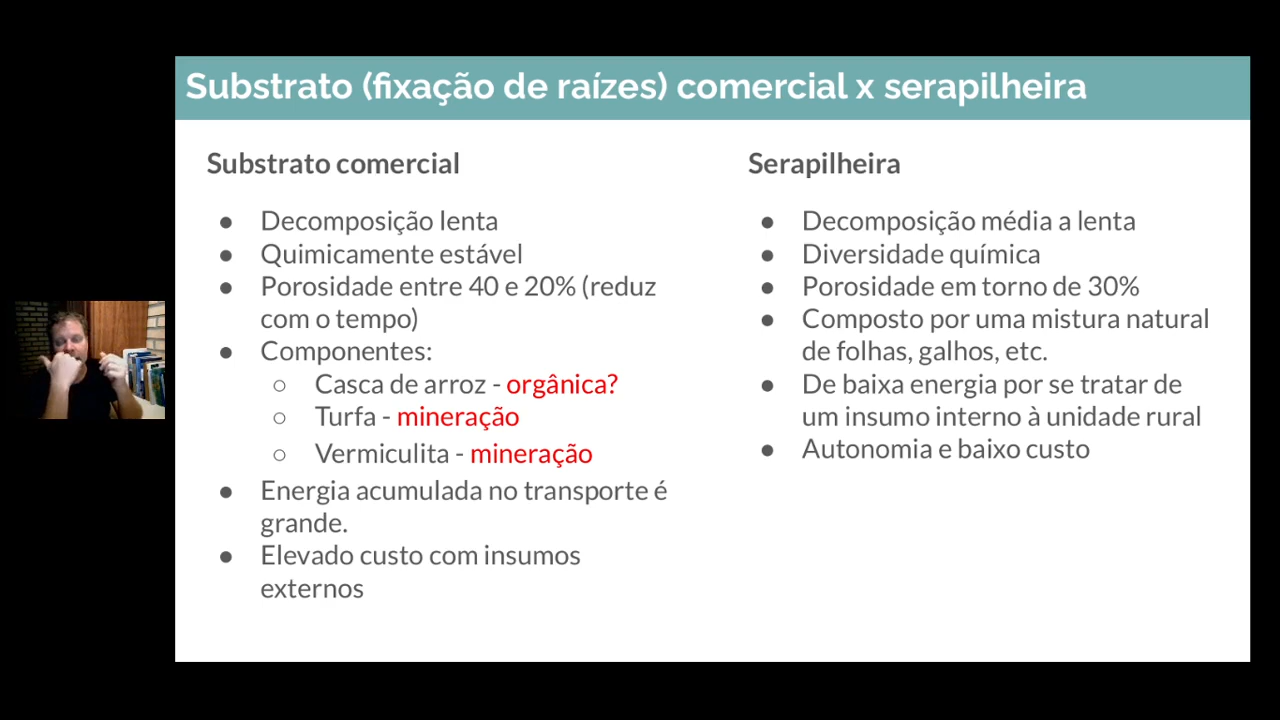 Substrato (fixação de raízes) comercial x serapilheira
Substrato comercial
● Decomposição lenta
● Quimicamente estável
● Porosidade entre 40 e 20% (reduz
com o tempo)
● Componentes:
○ Casca de arroz - orgânica?
○ Turfa - mineração
○ Vermiculita - mineração
● Energia acumulada no transporte é
grande.
● Elevado custo com insumos
externos
Serapilheira
● Decomposição média a lenta
● Diversidade química
● Porosidade em torno de 30%
● Composto por uma mistura natural
de folhas, galhos, etc.
● De baixa energia por se tratar de
um insumo interno à unidade rural
● Autonomia e baixo custo